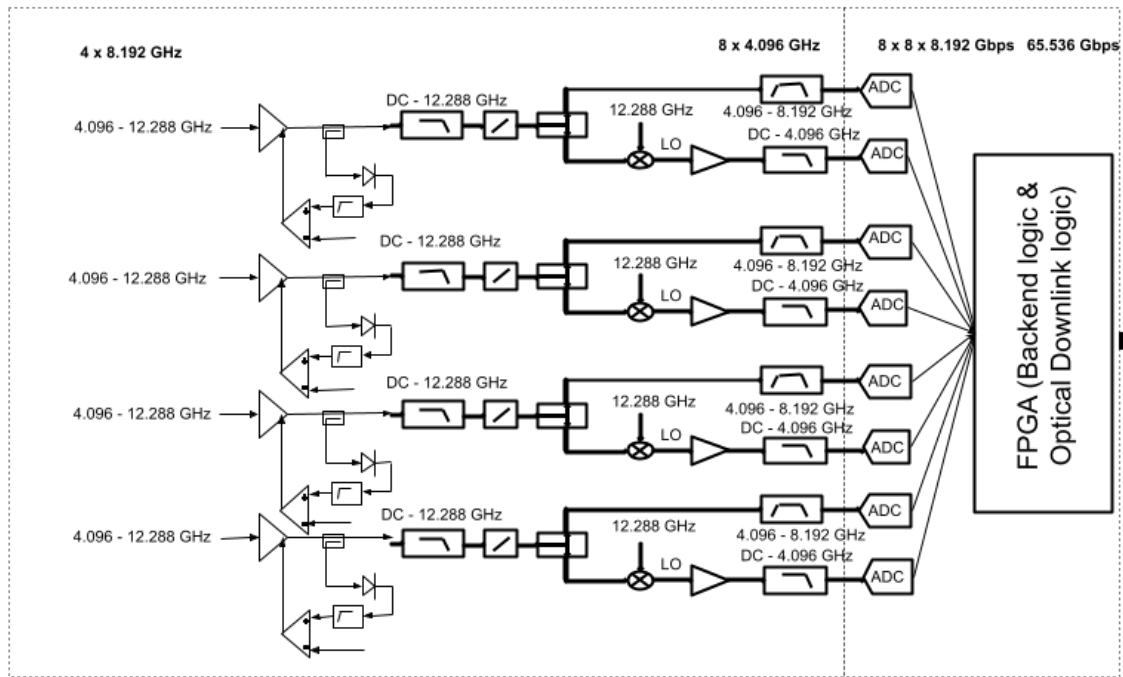 4 x 8.192 GHz
8 x 4.096 GHz
8 x 8 x 8.192 Gbps 65.536 Gbps
DC - 12.288 GHz
12.288 GHz
ADC
4.096 - 12.288 GHz
4.096 - 8.192 GHz
LO
DC - 4.096 GHz
ADC
DC - 12.288 GHz
ADC
12.288 GHz
4.096 - 12.288 GHz
4.096 - 8.192 GHz
LO
DC - 4.096 GHz
ADC
DC - 12.288 GHz
ADC
12.288 GHz
4.096 - 12.288 GHz
4.096 - 8.192 GHz
LO
DC - 4.096 GHz
ADC
DC - 12.288 GHz
ADC
12.288 GHz
4.096 - 12.288 GHz
4.096 - 8.192 GHz
LO
DC - 4.096 GHz
ADC
FPGA (Backend logic &
Optical Downlink logic)